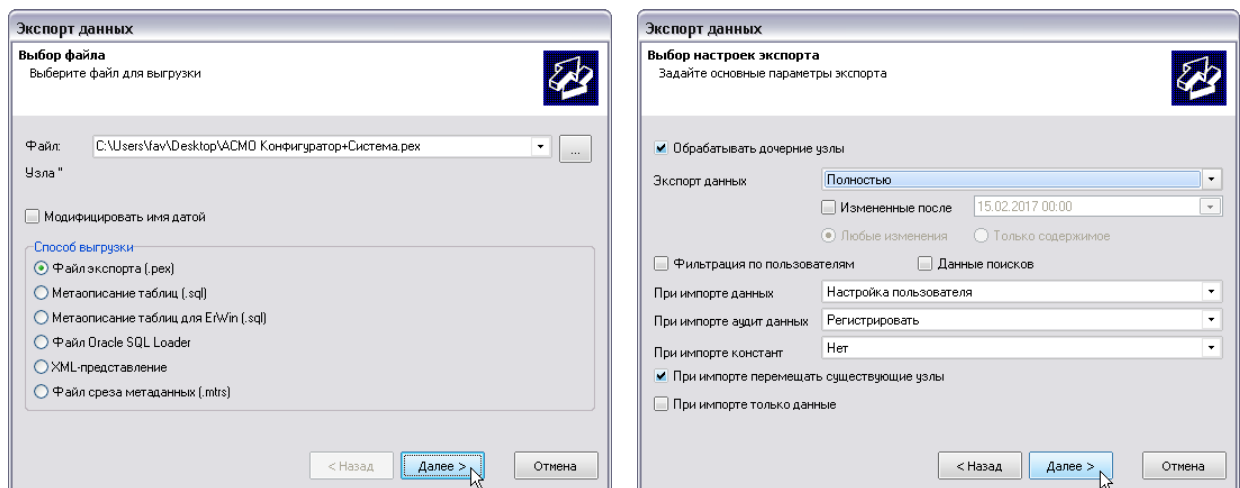 Экспорт данных
Выбор файла
Выберите файл для выгрузки
Файл: C:\Users\fav\Desktop\АСМО Конфигуратор+Система.pex ...
Узла "
Модифицировать имя датой
Способ выгрузки
Файл экспорта (.pex)
Метаописание таблиц (.sql)
Метаописание таблиц для ErWin (.sql)
Файл Oracle SQL Loader
XML-представление
Файл среза метаданных (.mtrs)
< Назад Далее > Отмена
Экспорт данных
Выбор настроек экспорта
Задайте основные параметры экспорта
Обрабатывать дочерние узлы
Экспорт данных Полностью
Измененные после 15.02.2017 00:00
Любые изменения Только содержимое
Фильтрация по пользователям Данные поисков
При импорте данных Настройка пользователя
При импорте аудит данных Регистрировать
При импорте констант Нет
При импорте перемещать существующие узлы
При импорте только данные
< Назад Далее > Отмена